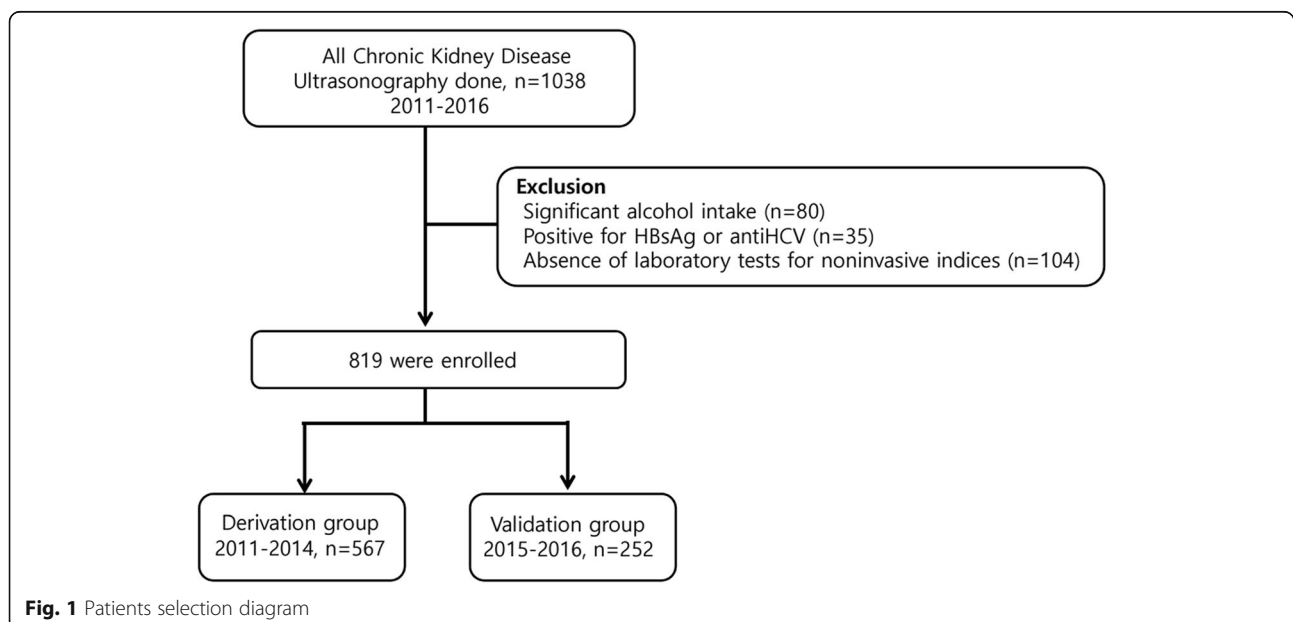 All Chronic Kidney Disease
Ultrasonography done, n=1038
2011-2016
Exclusion
Significant alcohol intake (n=80)
Positive for HBsAg or antiHCV (n=35)
Absence of laboratory tests for noninvasive indices (n=104)
819 were enrolled
Derivation group
2011-2014, n=567
Validation group
2015-2016, n=252
Fig. 1 Patients selection diagram